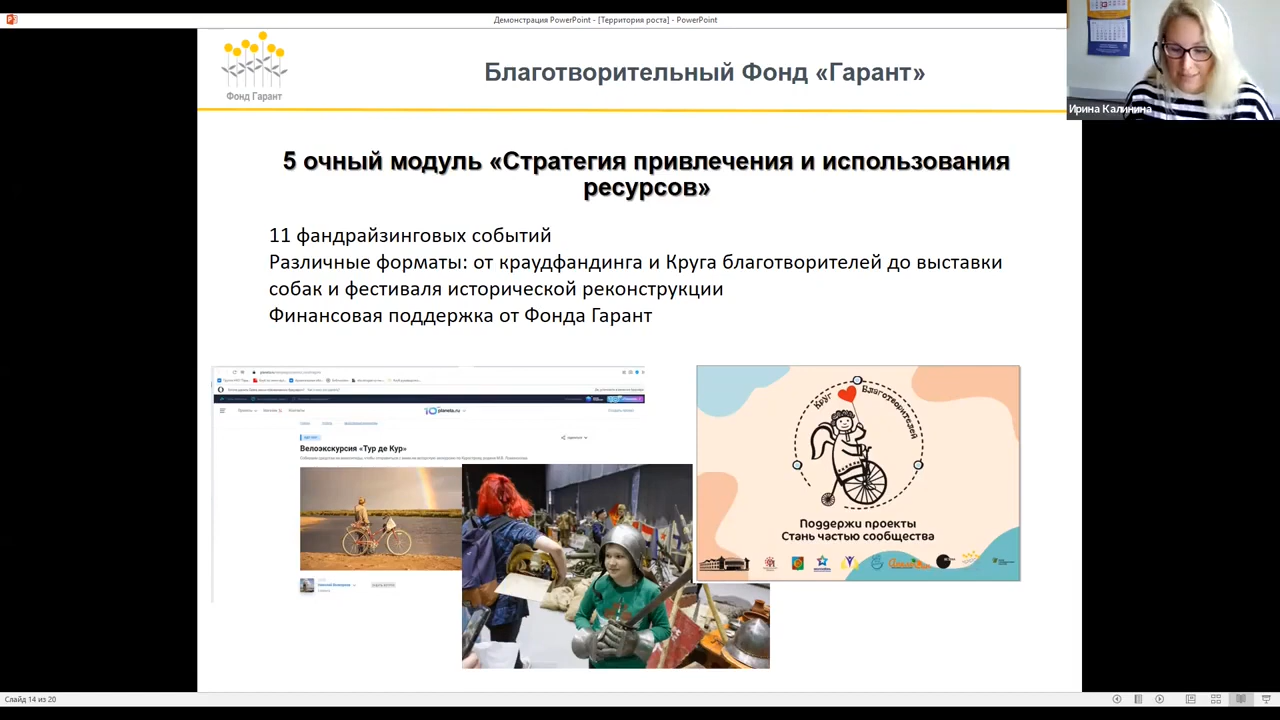 Демонстрация PowerPoint - [Территория роста] - PowerPoint
Фонд Гарант
Благотворительный Фонд «Гарант»
Ирина Калинина
5 очный модуль «Стратегия привлечения и использования
ресурсов»
11 фандрайзинговых событий
Различные форматы: от краудфандинга и Круга благотворителей до выставки
собак и фестиваля исторической реконструкции
Финансовая поддержка от Фонда Гарант
planeta.ru
Велоэкскурсия «Тур де Кур»
Круг Благотворителей
Поддержи проекты
Стань частью сообщества
Слайд 14 из 20